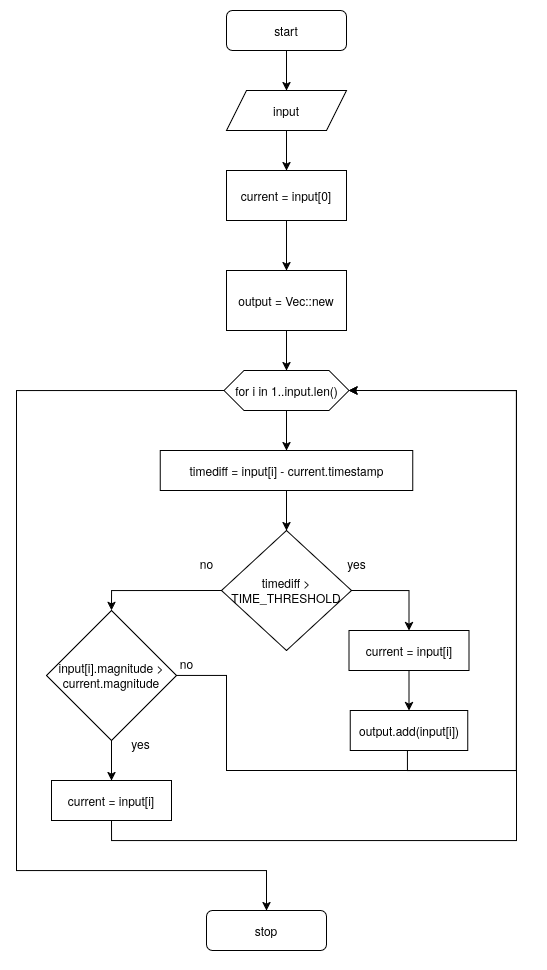 start
input
current = input[0]
output = Vec::new
for i in 1..input.len()
timediff = input[i] - current.timestamp
no
yes
timediff >
TIME_THRESHOLD
current = input[i]
input[i].magnitude >
current.magnitude
no
output.add(input[i])
yes
current = input[i]
stop